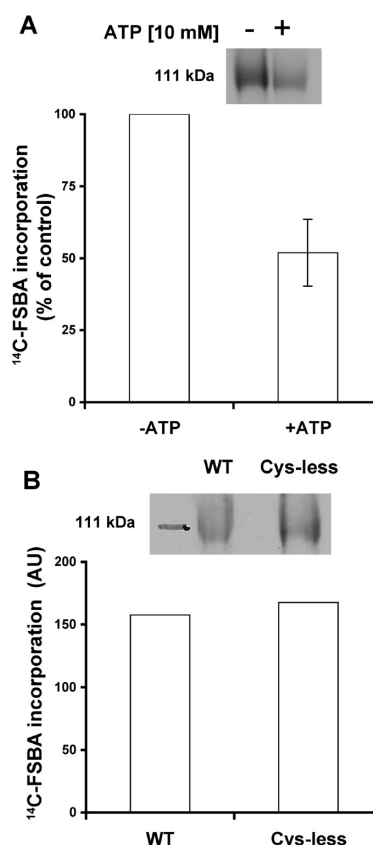 A
ATP [10 mM] - +
111 kDa
¹⁴C-FSBA incorporation
(% of control)
100
75
50
25
0
-ATP +ATP
B
WT Cys-less
111 kDa
¹⁴C-FSBA incorporation (AU)
200
150
100
50
0
WT Cys-less